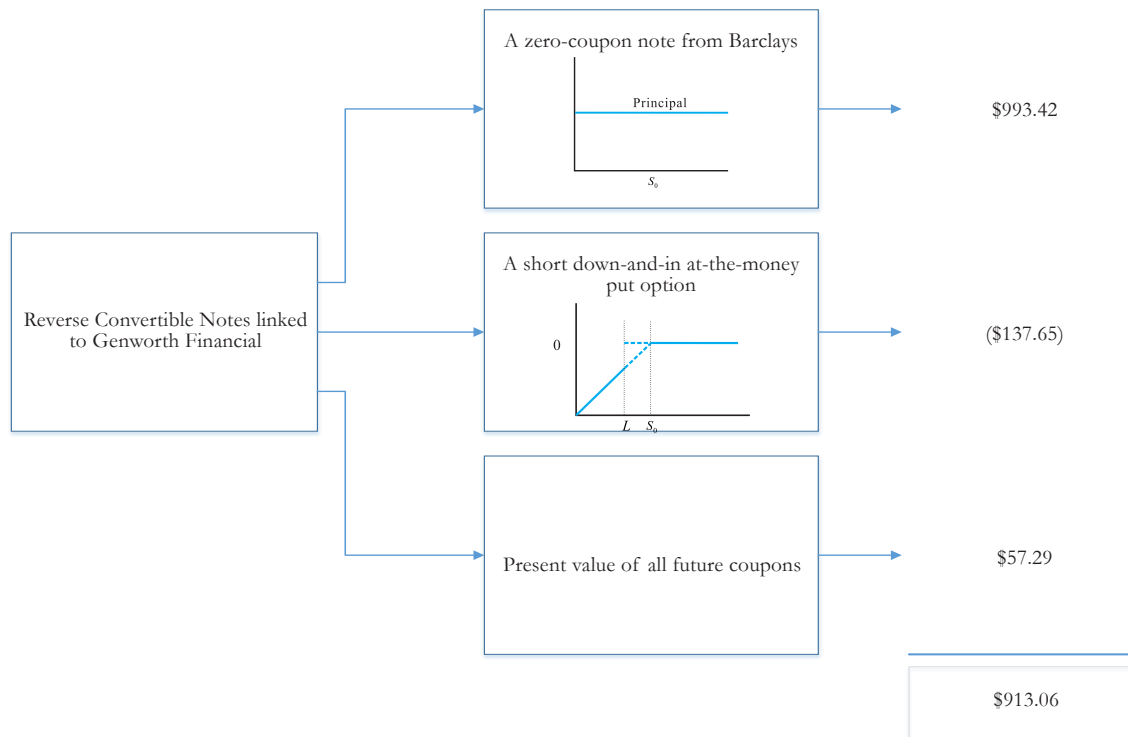 A zero-coupon note from Barclays
Principal
S₀
$993.42
Reverse Convertible Notes linked
to Genworth Financial
A short down-and-in at-the-money
put option
0
L S₀
($137.65)
Present value of all future coupons
$57.29
$913.06